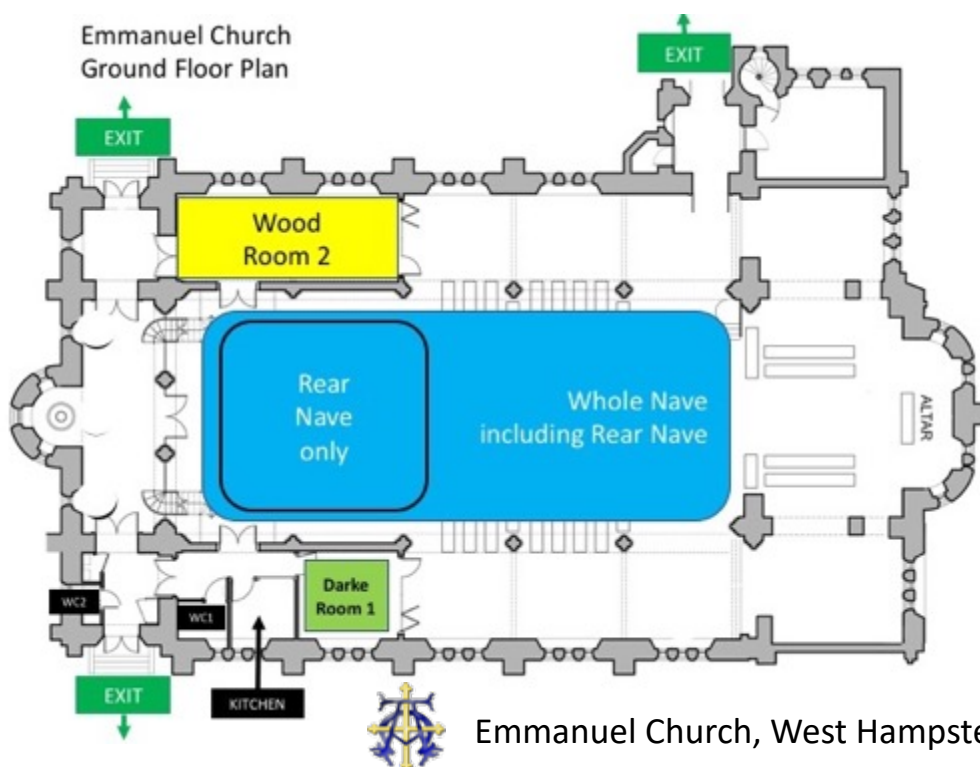 Emmanuel Church
Ground Floor Plan
EXIT
EXIT
EXIT
Wood
Room 2
Rear
Nave
only
Whole Nave
including Rear Nave
ALTAR
Darke
Room 1
WC2
WC1
KITCHEN
Emmanuel Church, West Hampste